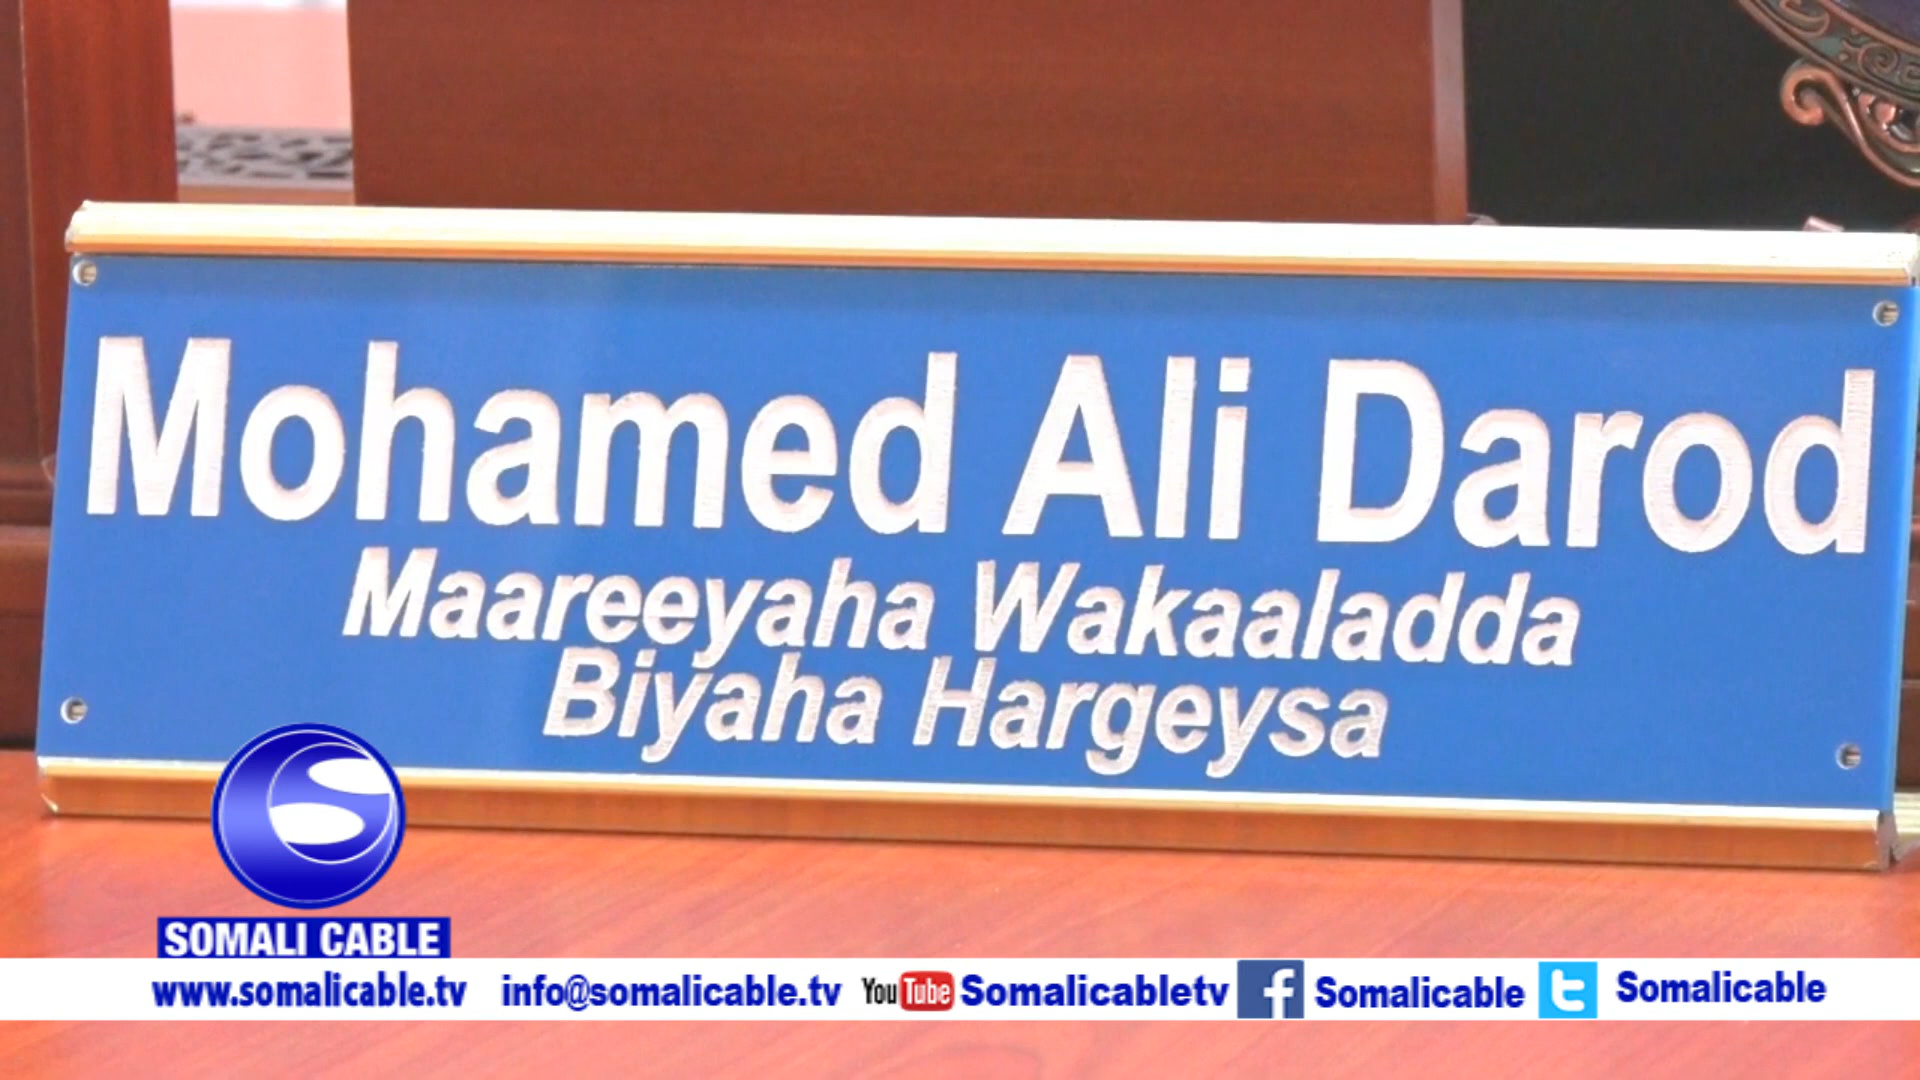 Mohamed Ali Darod
Maareeyaha Wakaaladda
Biyaha Hargeysa
SOMALI CABLE
www.somalicable.tv info@somalicable.tv YouTube Somalicabletv f Somalicable t Somalicable